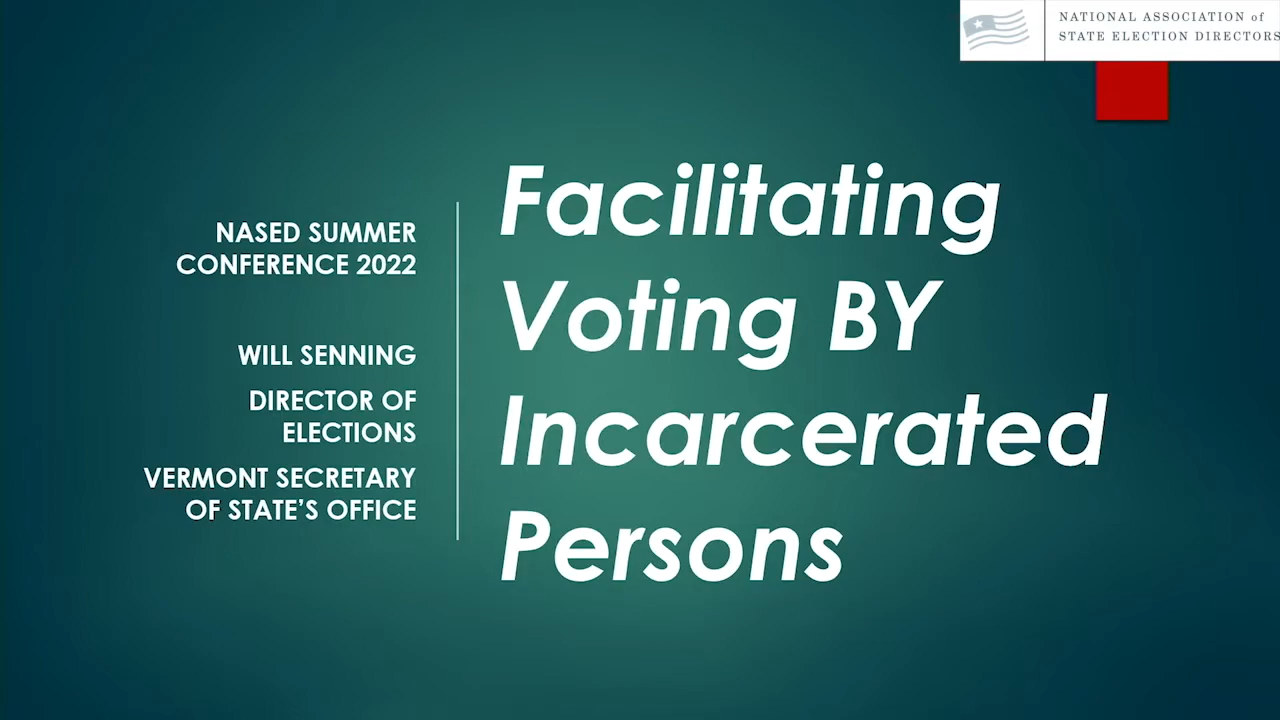 NATIONAL ASSOCIATION of
STATE ELECTION DIRECTORS
NASED SUMMER
CONFERENCE 2022
WILL SENNING
DIRECTOR OF
ELECTIONS
VERMONT SECRETARY
OF STATE'S OFFICE
Facilitating
Voting BY
Incarcerated
Persons